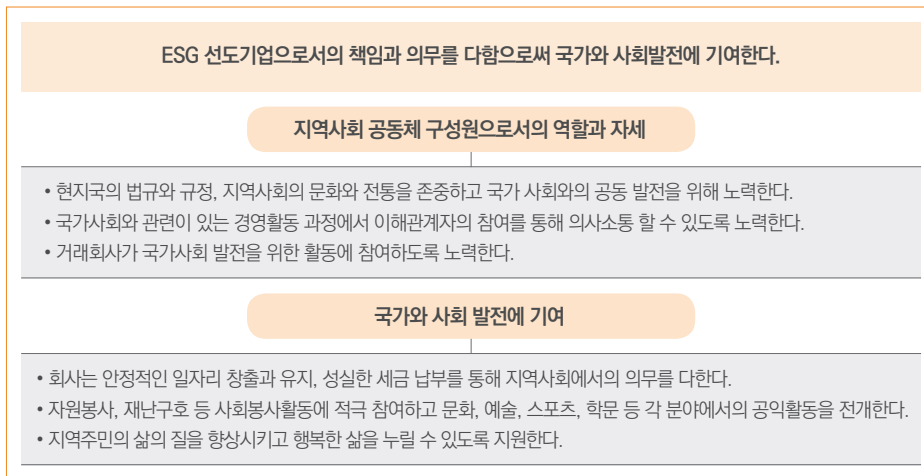 ESG 선도기업으로서의 책임과 의무를 다함으로써 국가와 사회발전에 기여한다.
지역사회 공동체 구성원으로서의 역할과 자세
• 현지국의 법규와 규정, 지역사회의 문화와 전통을 존중하고 국가 사회와의 공동 발전을 위해 노력한다.
• 국가사회와 관련이 있는 경영활동 과정에서 이해관계자의 참여를 통해 의사소통 할 수 있도록 노력한다.
• 거래회사가 국가사회 발전을 위한 활동에 참여하도록 노력한다.
국가와 사회 발전에 기여
• 회사는 안정적인 일자리 창출과 유지, 성실한 세금 납부를 통해 지역사회에서의 의무를 다한다.
• 자원봉사, 재난구호 등 사회봉사활동에 적극 참여하고 문화, 예술, 스포츠, 학문 등 각 분야에서의 공익활동을 전개한다.
• 지역주민의 삶의 질을 향상시키고 행복한 삶을 누릴 수 있도록 지원한다.